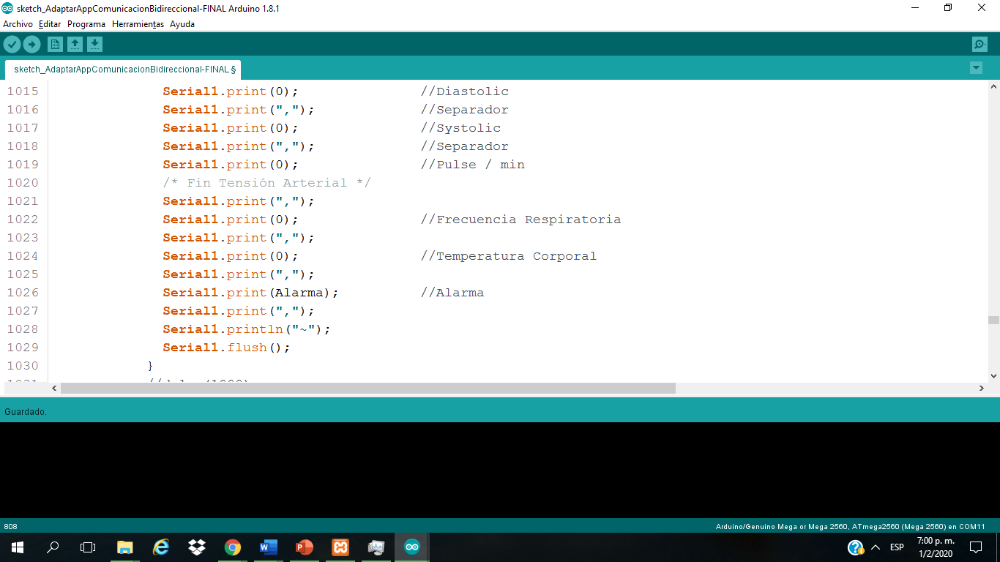 sketch_AdaptarAppComunicacionBidireccional-FINAL Arduino 1.8.1
Archivo Editar Programa Herramientas Ayuda
sketch_AdaptarAppComunicacionBidireccional-FINAL §
1015 Serial1.print(0); //Diastolic
1016 Serial1.print(","); //Separador
1017 Serial1.print(0); //Systolic
1018 Serial1.print(","); //Separador
1019 Serial1.print(0); //Pulse / min
1020 /* Fin Tensión Arterial */
1021 Serial1.print(",");
1022 Serial1.print(0); //Frecuencia Respiratoria
1023 Serial1.print(",");
1024 Serial1.print(0); //Temperatura Corporal
1025 Serial1.print(",");
1026 Serial1.print(Alarma); //Alarma
1027 Serial1.print(",");
1028 Serial1.println("~");
1029 Serial1.flush();
1030 }
Guardado.
808
Arduino/Genuino Mega or Mega 2560, ATmega2560 (Mega 2560) en COM11
ESP
7:00 p. m.
1/2/2020